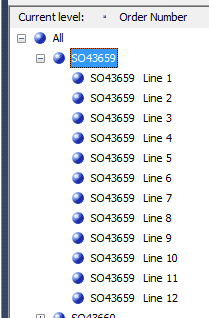 Current level: Order Number
All
SO43659
SO43659 Line 1
SO43659 Line 2
SO43659 Line 3
SO43659 Line 4
SO43659 Line 5
SO43659 Line 6
SO43659 Line 7
SO43659 Line 8
SO43659 Line 9
SO43659 Line 10
SO43659 Line 11
SO43659 Line 12